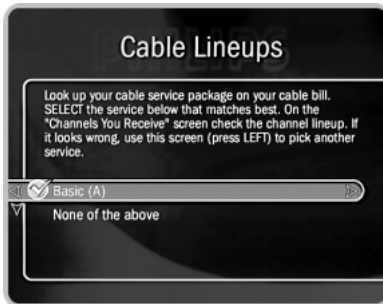 Cable Lineups
Look up your cable service package on your cable bill.
SELECT the service below that matches best. On the
"Channels You Receive" screen check the channel lineup. If
it looks wrong, use this screen (press LEFT) to pick another
service.
Basic (A)
None of the above